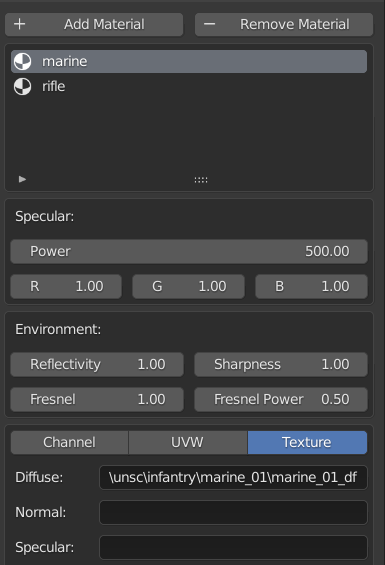 + Add Material − Remove Material
marine
rifle
Specular:
Power 500.00
R 1.00 G 1.00 B 1.00
Environment:
Reflectivity 1.00 Sharpness 1.00
Fresnel 1.00 Fresnel Power 0.50
Channel UVW Texture
Diffuse: \unsc\infantry\marine_01\marine_01_df
Normal:
Specular: